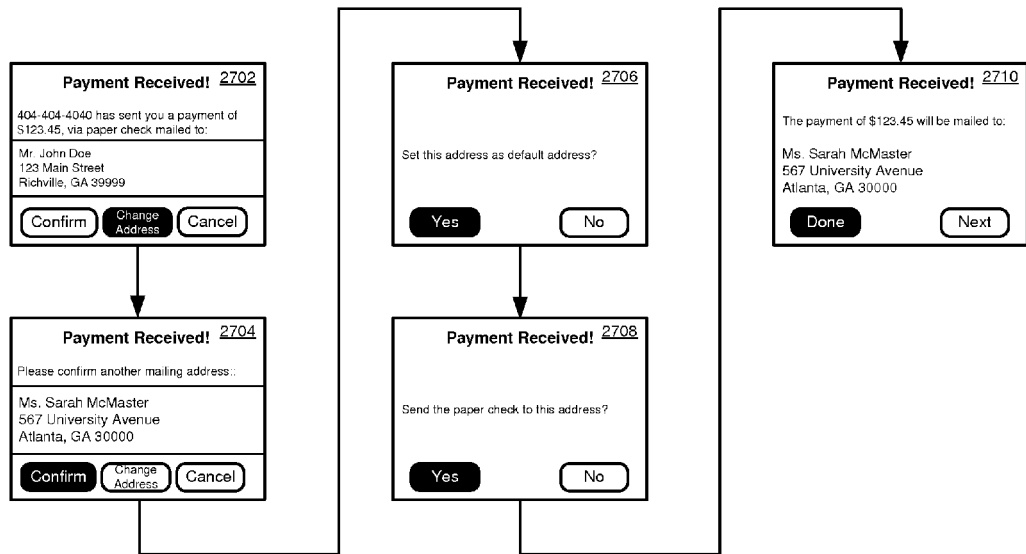 Payment Received! 2702
404-404-4040 has sent you a payment of
$123.45, via paper check mailed to:
Mr. John Doe
123 Main Street
Richville, GA 39999
Confirm
Change
Address
Cancel
Payment Received! 2704
Please confirm another mailing address::
Ms. Sarah McMaster
567 University Avenue
Atlanta, GA 30000
Confirm
Change
Address
Cancel
Payment Received! 2706
Set this address as default address?
Yes
No
Payment Received! 2708
Send the paper check to this address?
Yes
No
Payment Received! 2710
The payment of $123.45 will be mailed to:
Ms. Sarah McMaster
567 University Avenue
Atlanta, GA 30000
Done
Next